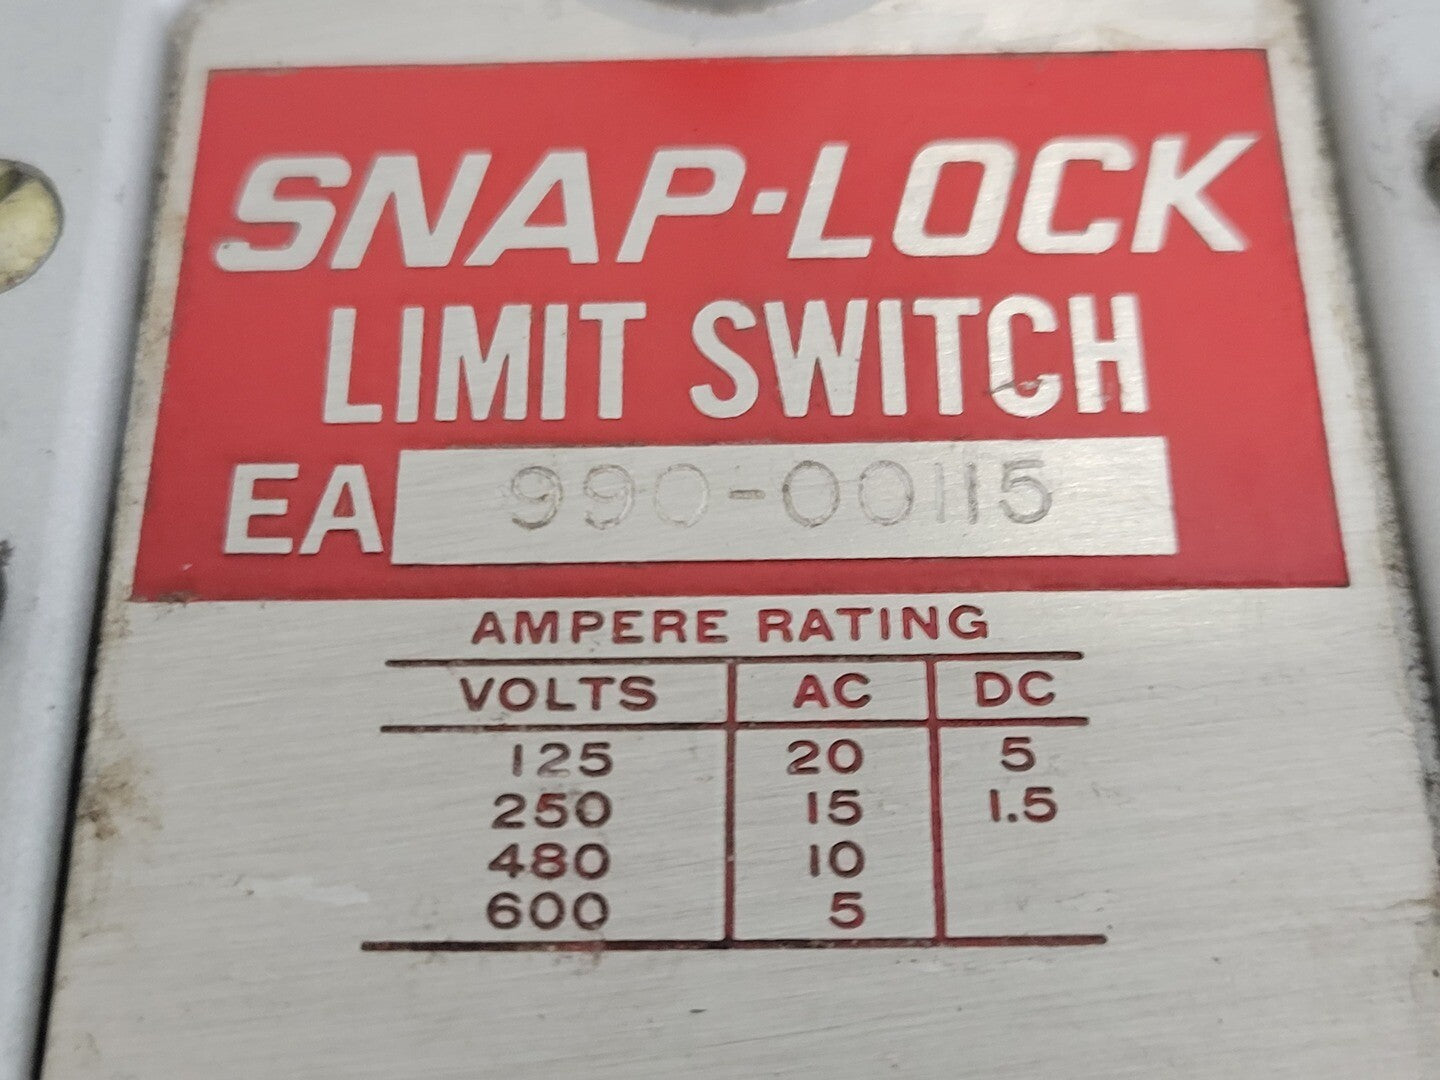 SNAP-LOCK
LIMIT SWITCH
EA 990-00115
AMPERE RATING
VOLTS AC DC
125 20 5
250 15 1.5
480 10
600 5